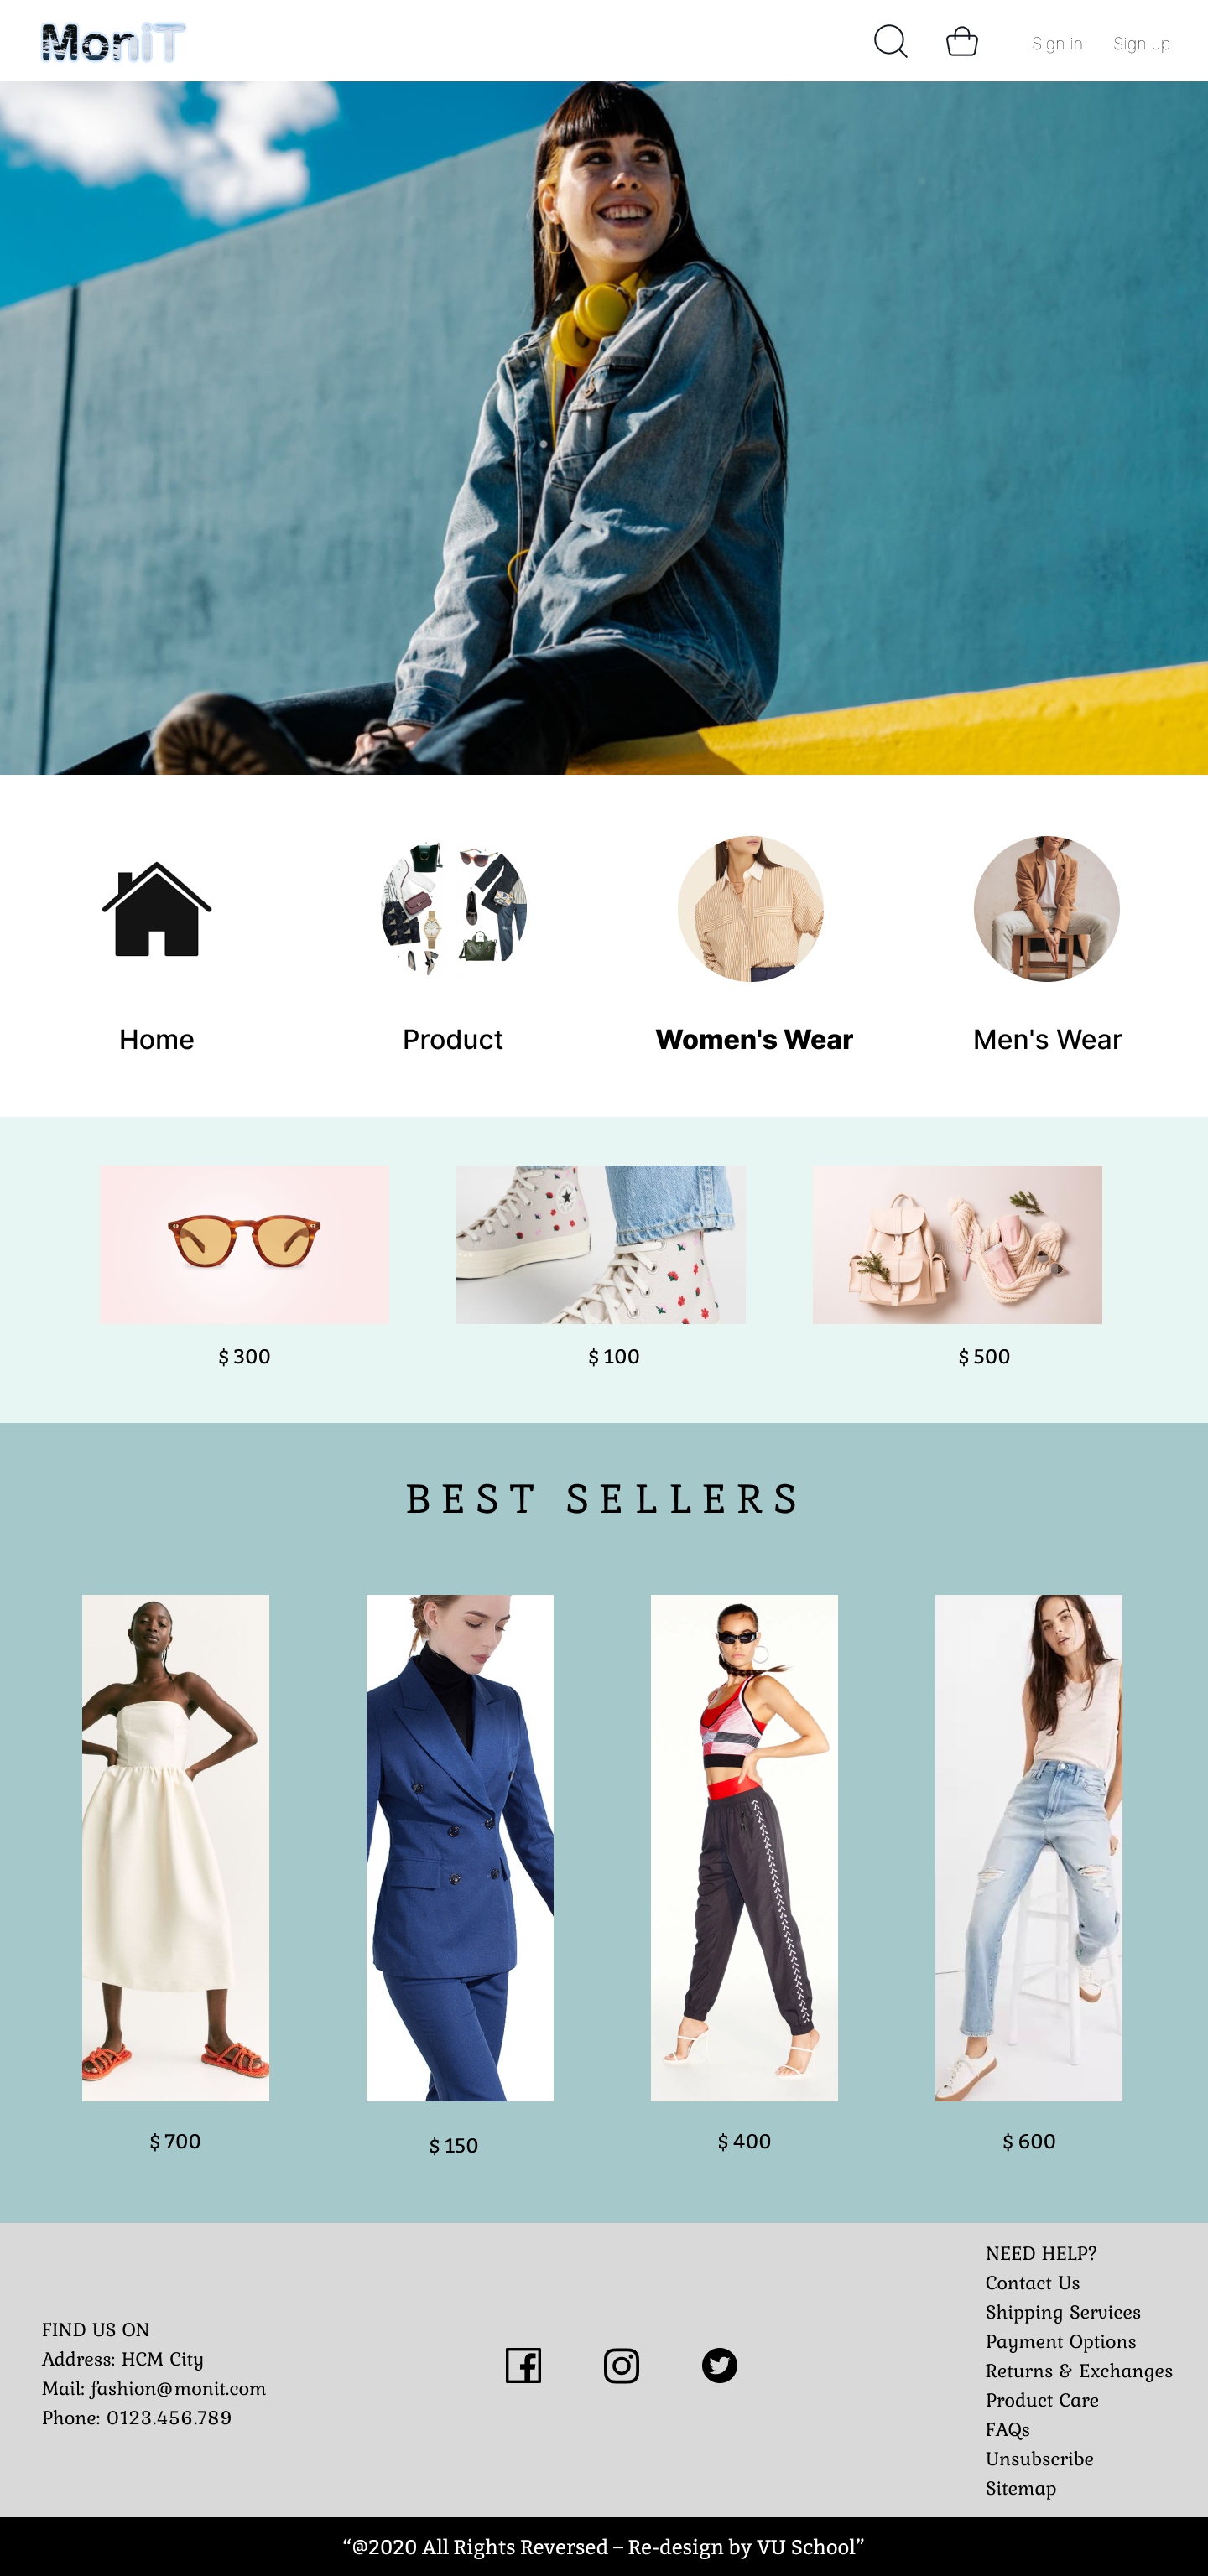 MoniT
Sign in
Sign up
Home
Product
Women's Wear
Men's Wear
$ 300
$ 100
$ 500
BEST SELLERS
$ 700
$ 150
$ 400
$ 600
FIND US ON
Address: HCM City
Mail: fashion@monit.com
Phone: 0123.456.789
NEED HELP?
Contact Us
Shipping Services
Payment Options
Returns & Exchanges
Product Care
FAQs
Unsubscribe
Sitemap
“@2020 All Rights Reversed – Re-design by VU School”